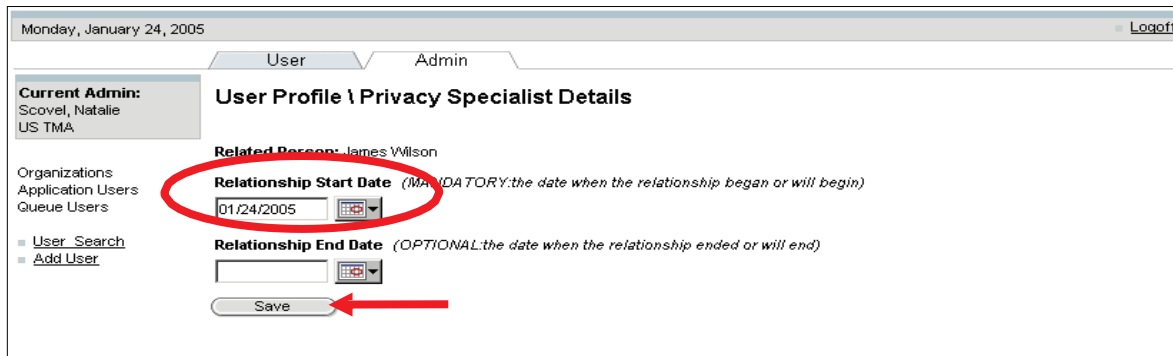 Monday, January 24, 2005
Logoff
User
Admin
Current Admin:
Scovel, Natalie
US TMA
User Profile \ Privacy Specialist Details
Related Person: James Wilson
Organizations
Application Users
Queue Users
User Search
Add User
Relationship Start Date (MANDATORY:the date when the relationship began or will begin)
01/24/2005
Relationship End Date (OPTIONAL:the date when the relationship ended or will end)
Save